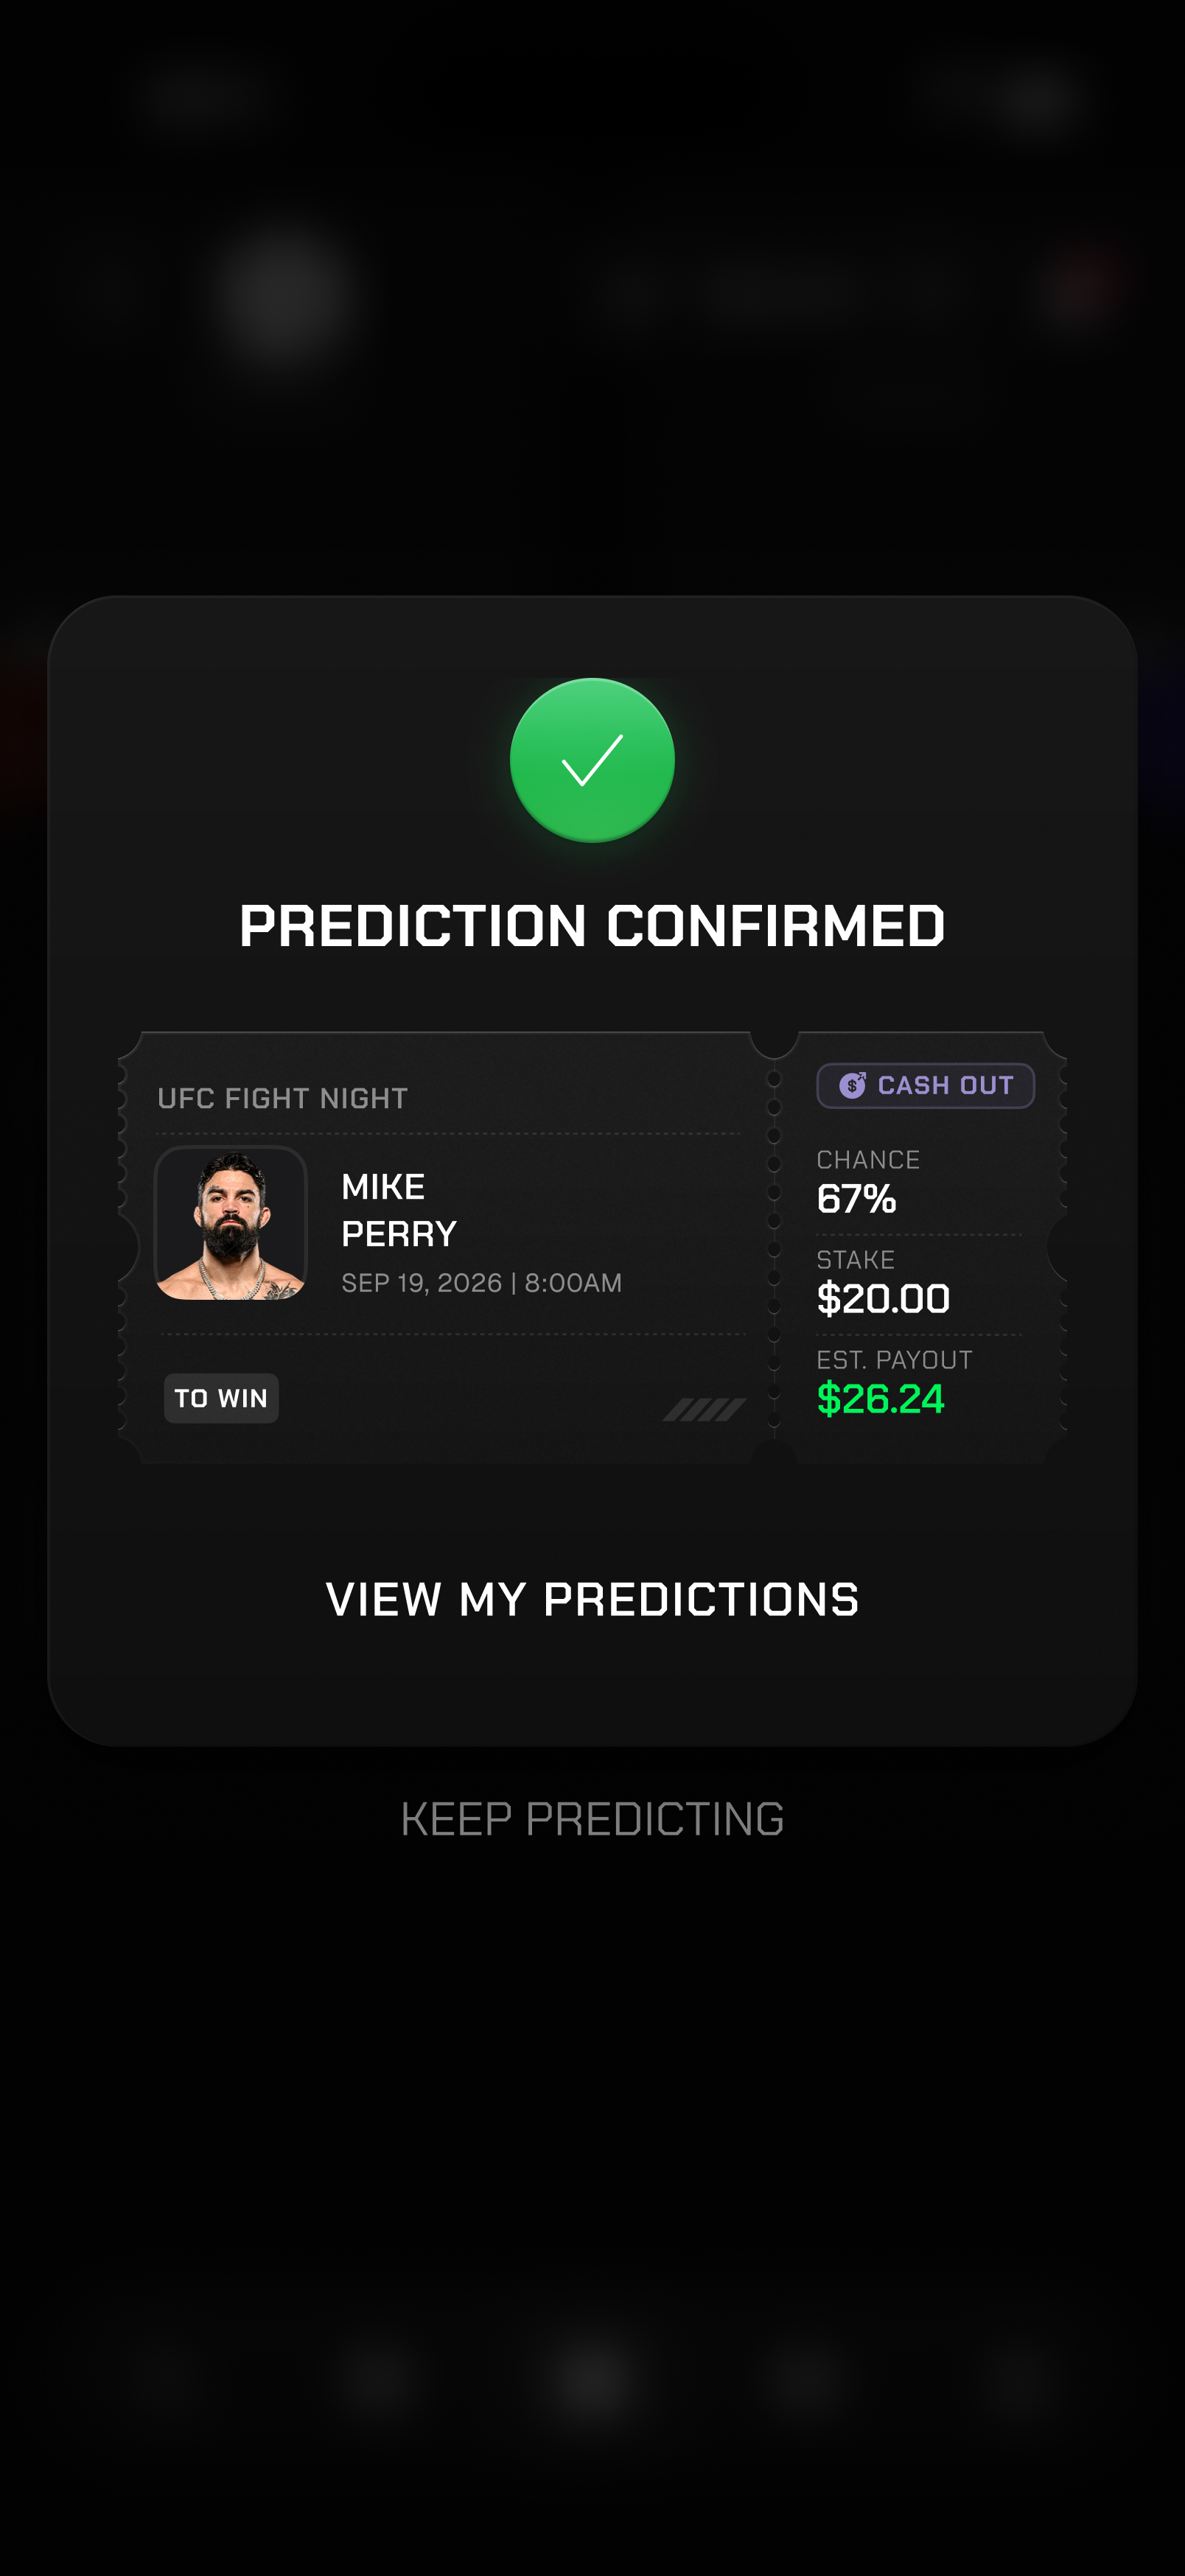 PREDICTION CONFIRMED
UFC FIGHT NIGHT
MIKE
PERRY
SEP 19, 2026 | 8:00AM
TO WIN
CASH OUT
CHANCE
67%
STAKE
$20.00
EST. PAYOUT
$26.24
VIEW MY PREDICTIONS
KEEP PREDICTING